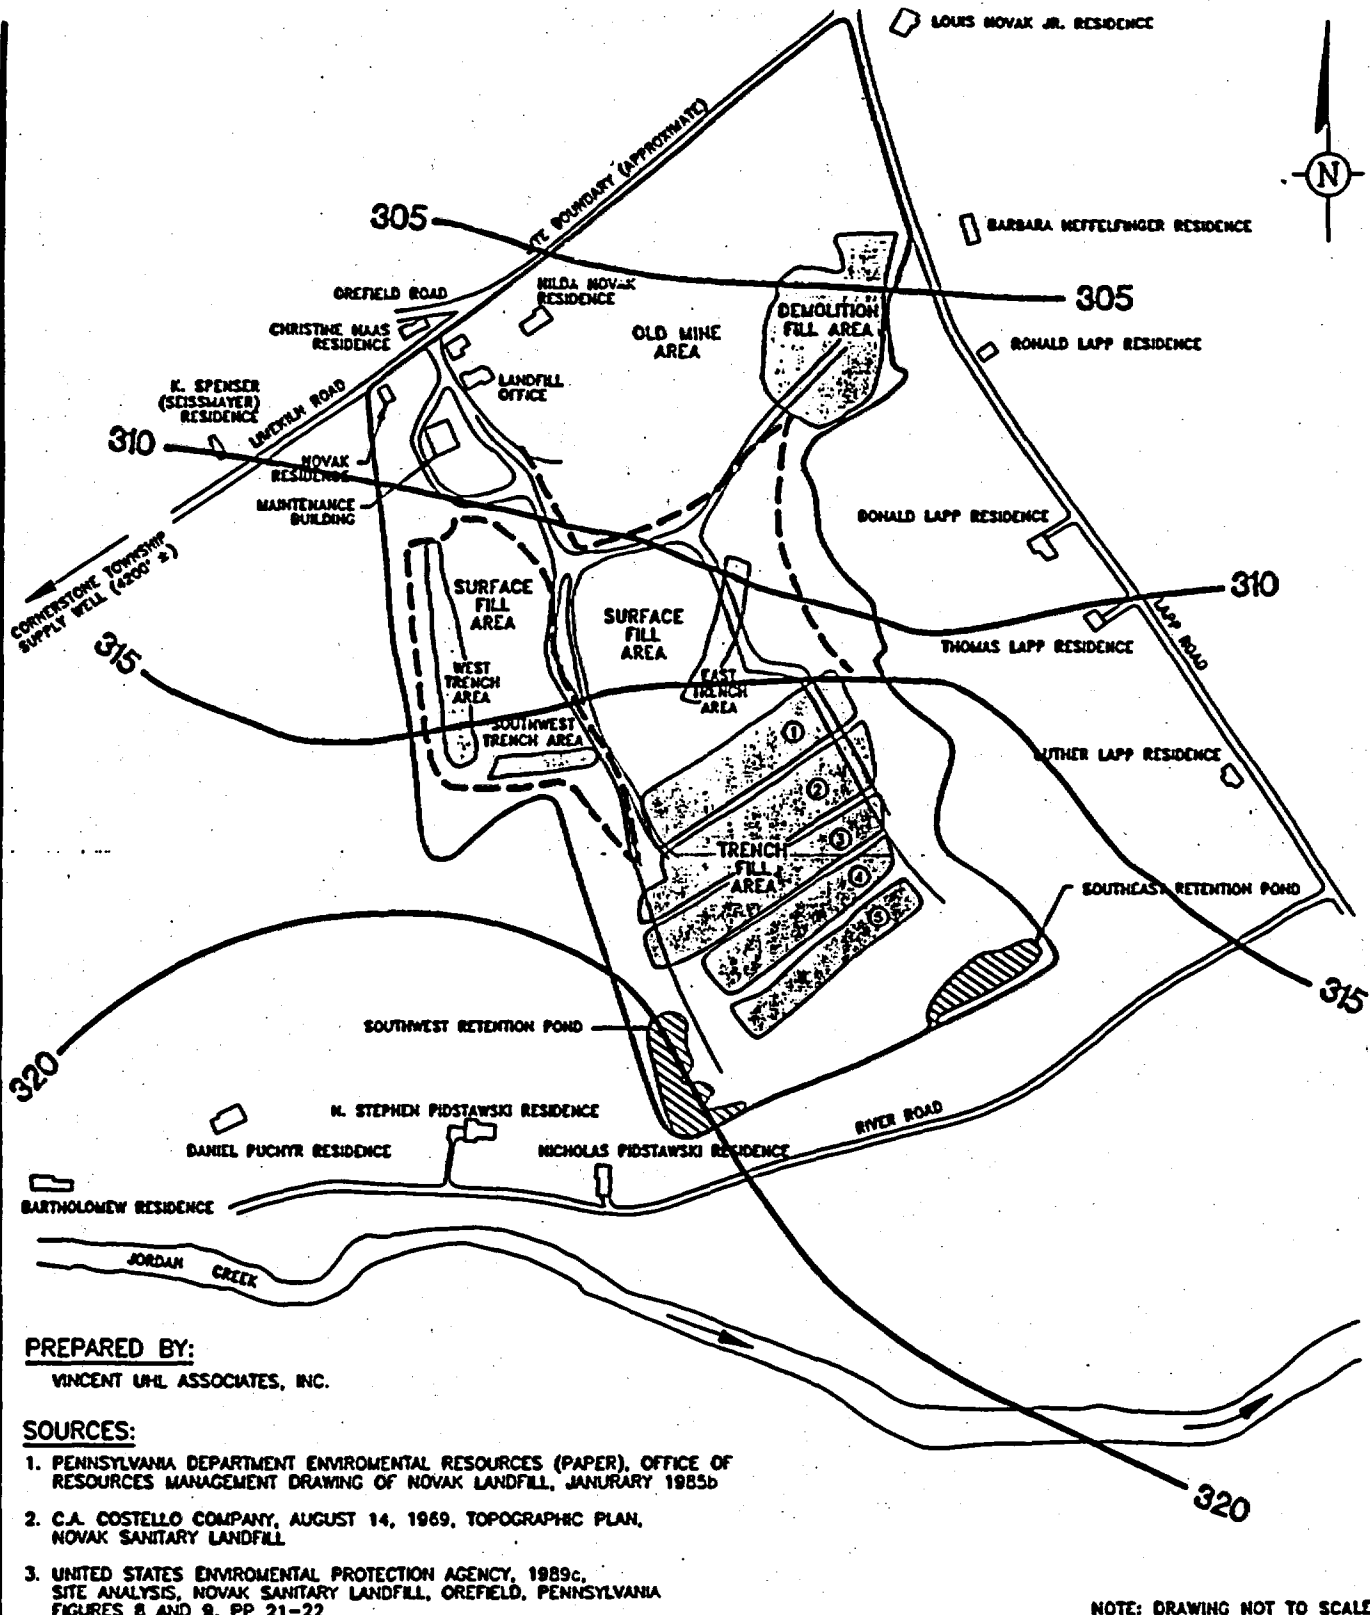 LOUIS NOVAK JR. RESIDENCE
SITE BOUNDARY (APPROXIMATE)
N
305
BARBARA HEFFELFINGER RESIDENCE
OREFIELD ROAD
HILDA NOVAK
RESIDENCE
305
CHRISTINE MAAS
RESIDENCE
OLD MINE
AREA
DEMOLITION
FILL AREA
RONALD LAPP RESIDENCE
K. SPENSER
(SEISSMAYER)
RESIDENCE
LIMEKILN ROAD
LANDFILL
OFFICE
310
NOVAK
RESIDENCE
MAINTENANCE
BUILDING
DONALD LAPP RESIDENCE
CORNERSTONE TOWNSHIP
SUPPLY WELL (4200' ±)
SURFACE
FILL
AREA
SURFACE
FILL
AREA
310
315
THOMAS LAPP RESIDENCE
LAPP ROAD
WEST
TRENCH
AREA
EAST
TRENCH
AREA
SOUTHWEST
TRENCH AREA
1
LUTHER LAPP RESIDENCE
2
3
TRENCH
FILL
AREA
4
5
SOUTHEAST RETENTION POND
315
SOUTHWEST RETENTION POND
320
N. STEPHEN PIDSTAWSKI RESIDENCE
RIVER ROAD
DANIEL PUCHYR RESIDENCE
NICHOLAS PIDSTAWSKI RESIDENCE
BARTHOLOMEW RESIDENCE
JORDAN CREEK
PREPARED BY:
VINCENT UHL ASSOCIATES, INC.
320
SOURCES:
1. PENNSYLVANIA DEPARTMENT ENVIROMENTAL RESOURCES (PAPER), OFFICE OF
RESOURCES MANAGEMENT DRAWING OF NOVAK LANDFILL, JANURARY 1985b
2. C.A. COSTELLO COMPANY, AUGUST 14, 1969, TOPOGRAPHIC PLAN,
NOVAK SANITARY LANDFILL
3. UNITED STATES ENVIROMENTAL PROTECTION AGENCY, 1989c,
SITE ANALYSIS, NOVAK SANITARY LANDFILL, OREFIELD, PENNSYLVANIA
FIGURES 8 AND 9, PP 21-22
NOTE: DRAWING NOT TO SCALE